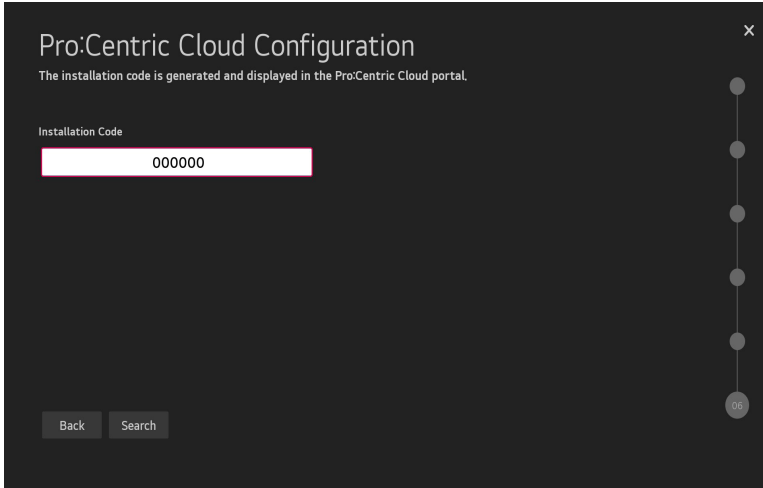 Pro:Centric Cloud Configuration
The installation code is generated and displayed in the Pro:Centric Cloud portal.
Installation Code
000000
06
Back Search